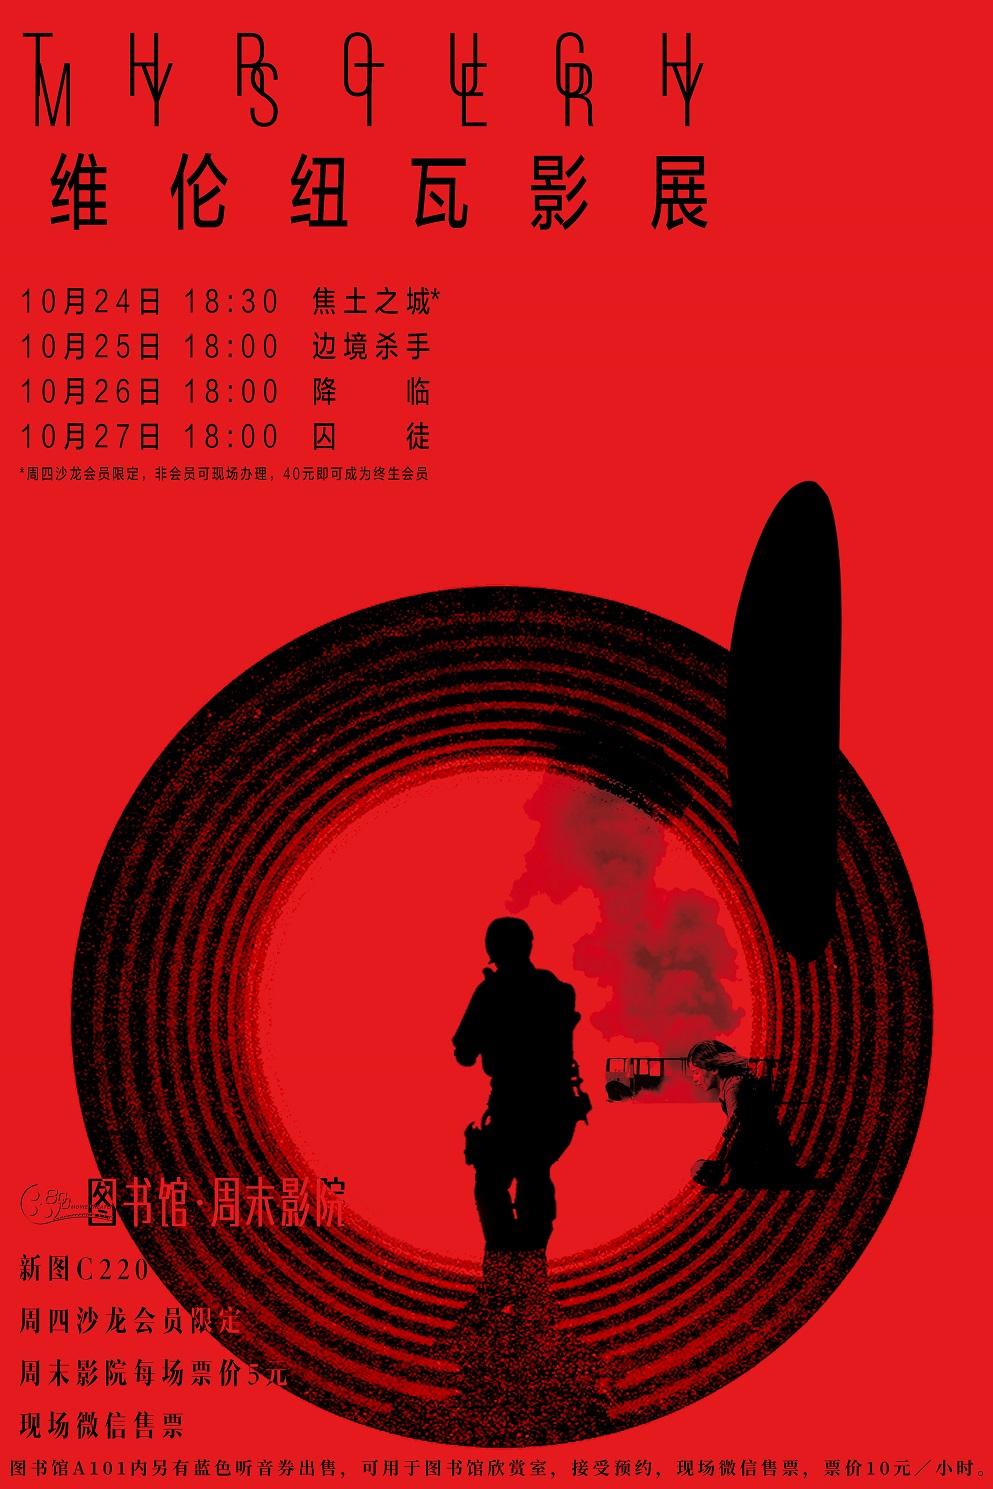 THROUGH
MYSTERY
维伦纽瓦影展
10月24日 18:30 焦土之城*
10月25日 18:00 边境杀手
10月26日 18:00 降临
10月27日 18:00 囚徒
*周四沙龙会员限定，非会员可现场办理，40元即可成为终生会员
图书馆·周末影院
新图C220
周四沙龙会员限定
周末影院每场票价5元
现场微信售票
图书馆A101内另有蓝色听音券出售，可用于图书馆欣赏室，接受预约，现场微信售票，票价10元／小时。